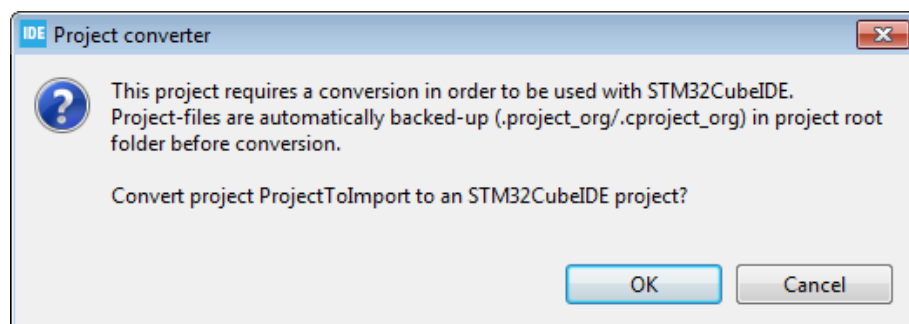 IDE Project converter
This project requires a conversion in order to be used with STM32CubeIDE.
Project-files are automatically backed-up (.project_org/.cproject_org) in project root
folder before conversion.
Convert project ProjectToImport to an STM32CubeIDE project?
OK Cancel